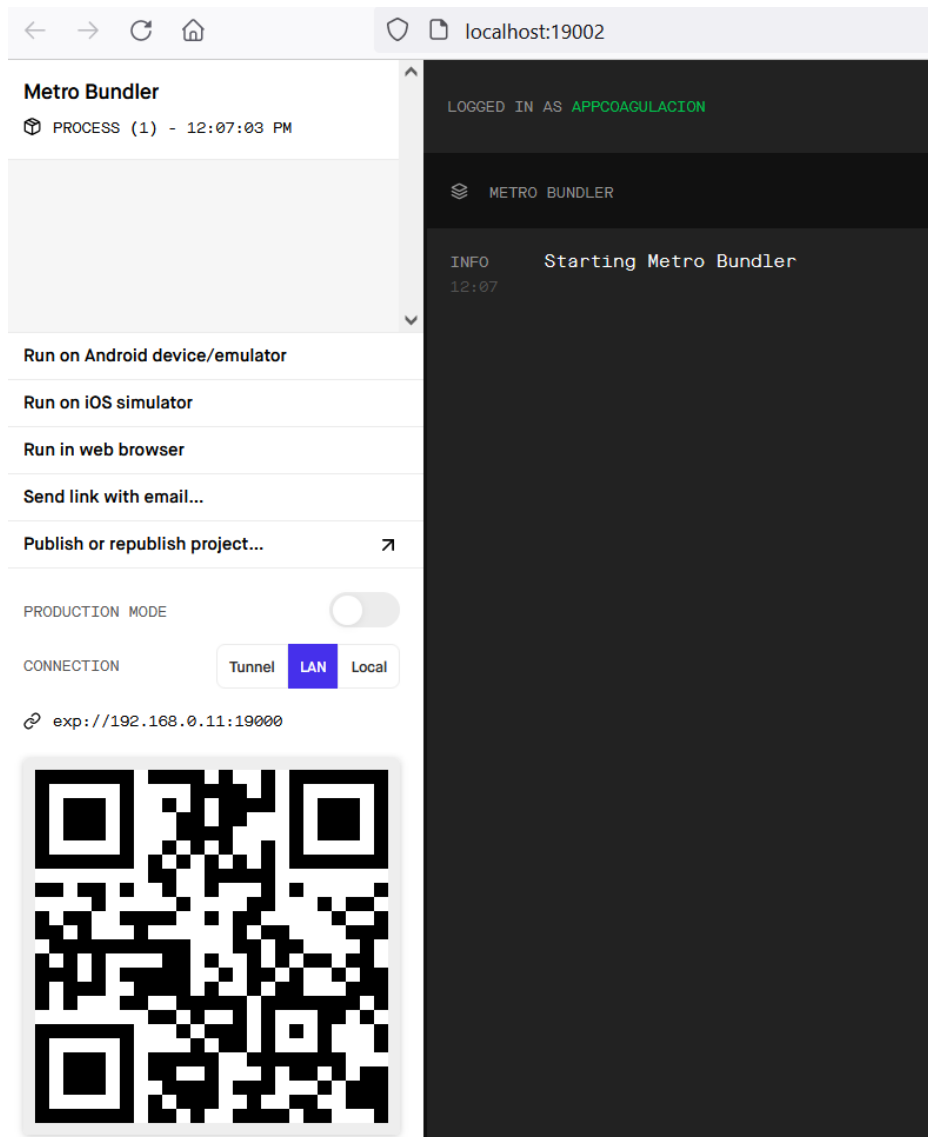 localhost:19002
Metro Bundler
PROCESS (1) - 12:07:03 PM
Run on Android device/emulator
Run on iOS simulator
Run in web browser
Send link with email...
Publish or republish project...
PRODUCTION MODE
CONNECTION Tunnel LAN Local
exp://192.168.0.11:19000
LOGGED IN AS APPCOAGULACION
METRO BUNDLER
INFO Starting Metro Bundler
12:07